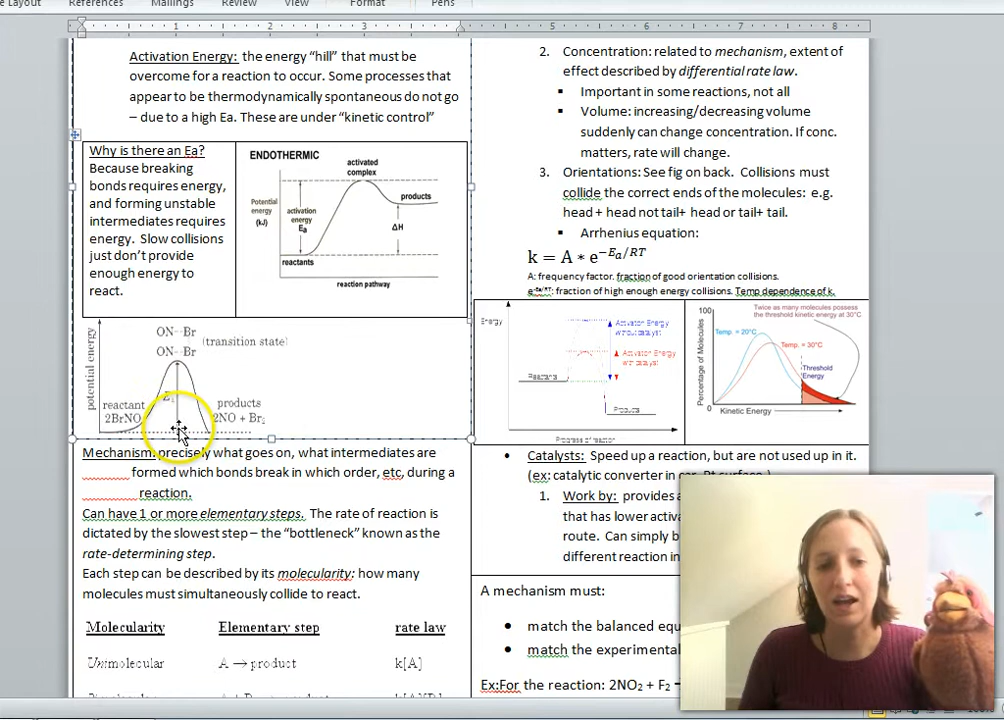 References
Mailings
Review
View
Format
Pens
1
2
3
5
6
7
8
Activation Energy: the energy “hill” that must be
overcome for a reaction to occur. Some processes that
appear to be thermodynamically spontaneous do not go
– due to a high Ea. These are under “kinetic control”
Why is there an Ea?
Because breaking
bonds requires energy,
and forming unstable
intermediates requires
energy. Slow collisions
just don’t provide
enough energy to
react.
ENDOTHERMIC
activated
complex
Potential
energy
(kJ)
activation
energy
Ea
products
ΔH
reactants
reaction pathway
potential energy
ON--Br
ON--Br
(transition state)
reactant
2BrNO
products
2NO + Br2
Mechanism: precisely what goes on, what intermediates are
formed which bonds break in which order, etc, during a
reaction.
Can have 1 or more elementary steps. The rate of reaction is
dictated by the slowest step – the “bottleneck” known as the
rate-determining step.
Each step can be described by its molecularity: how many
molecules must simultaneously collide to react.
Molecularity Elementary step rate law
Unimolecular A → product k[A]
2. Concentration: related to mechanism, extent of
effect described by differential rate law.
▪ Important in some reactions, not all
▪ Volume: increasing/decreasing volume
suddenly can change concentration. If conc.
matters, rate will change.
3. Orientations: See fig on back. Collisions must
collide the correct ends of the molecules: e.g.
head + head not tail+ head or tail+ tail.
▪ Arrhenius equation:
k = A * e^−Ea/RT
A: frequency factor. fraction of good orientation collisions.
e^-Ea/RT: fraction of high enough energy collisions. Temp dependence of k.
Energy
Activation Energy
without catalyst
Activation Energy
with catalyst
Reactants
Products
Progress of reaction
Percentage of Molecules
100
0
Twice as many molecules possess
the threshold kinetic energy at 30°C
Temp. = 20°C
Temp. = 30°C
Threshold
Energy
Kinetic Energy
• Catalysts: Speed up a reaction, but are not used up in it.
(ex: catalytic converter in car, Pt surface.)
1. Work by: provides a
that has lower activa
route. Can simply b
different reaction in
A mechanism must:
• match the balanced equ
• match the experimental
Ex:For the reaction: 2NO2 + F2